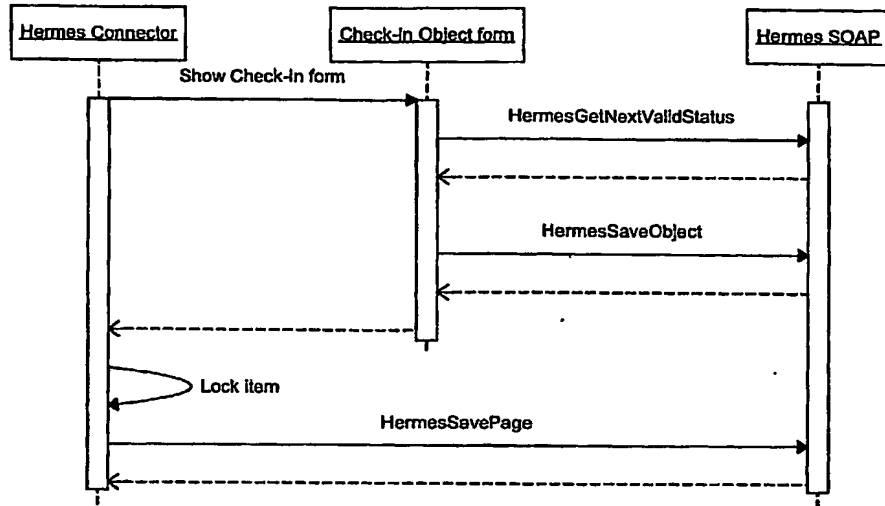 Hermes Connector
Check-in Object form
Hermes SOAP
Show Check-in form
HermesGetNextValidStatus
HermesSaveObject
Lock item
HermesSavePage